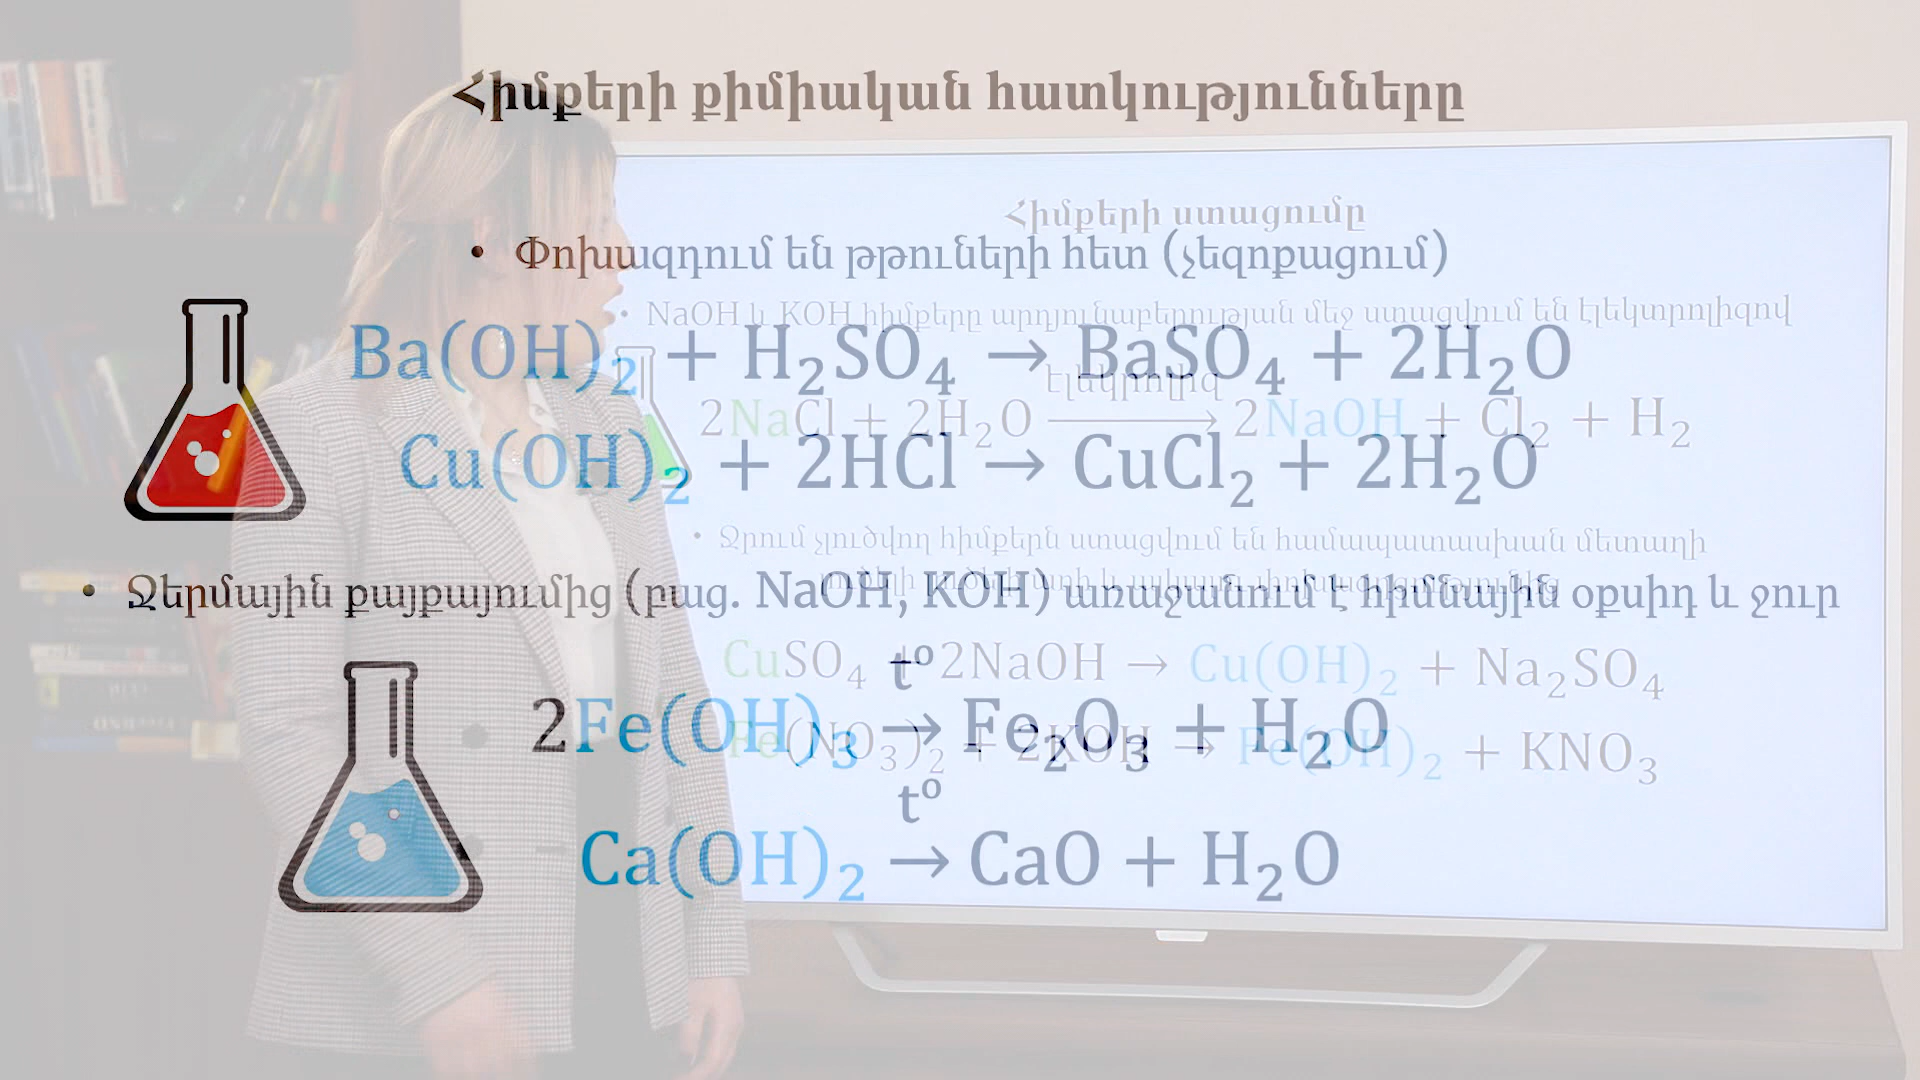 Հիմքերի քիմիական հատկությունները
Հիմքերի ստացումը
• Փոխազդում են թթուների հետ (չեզոքացում)
• NaOH և KOH հիմքերը արդյունաբերության մեջ ստացվում են էլեկտրոլիզով
Ba(OH)₂ + H₂SO₄ → BaSO₄ + 2H₂O
էլեկրոլիզ
2NaCl + 2H₂O → 2NaOH + Cl₂ + H₂
Cu(OH)₂ + 2HCl → CuCl₂ + 2H₂O
• Ջրում չլուծվող հիմքերն ստացվում են համապատասխան մետաղի
• Ջերմային քայքայումից (բաց. NaOH, KOH) առաջանում է հիմնային օքսիդ և ջուր
CuSO₄ + 2NaOH → Cu(OH)₂ + Na₂SO₄
t⁰
2Fe(OH)₃ → Fe₂O₃ + H₂O
Fe(NO₃)₂ + 2KOH → Fe(OH)₂ + KNO₃
t⁰
Ca(OH)₂ → CaO + H₂O